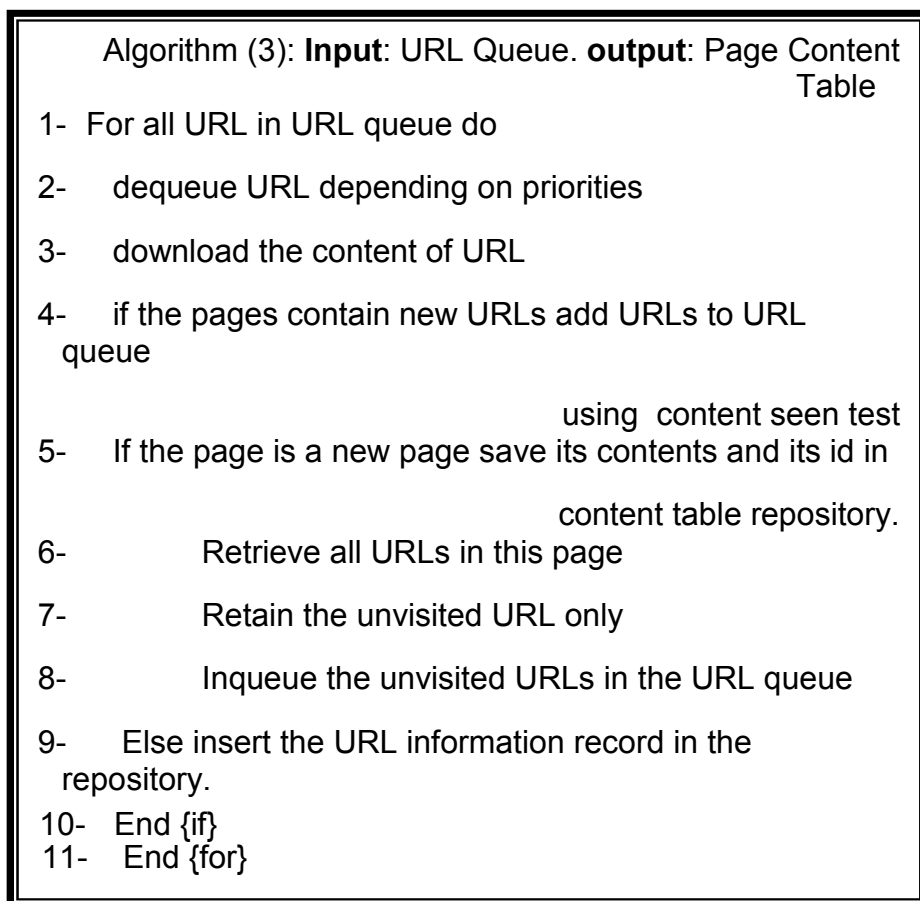 Algorithm (3): Input: URL Queue. output: Page Content
Table
1- For all URL in URL queue do
2- dequeue URL depending on priorities
3- download the content of URL
4- if the pages contain new URLs add URLs to URL
queue
using content seen test
5- If the page is a new page save its contents and its id in
content table repository.
6- Retrieve all URLs in this page
7- Retain the unvisited URL only
8- Inqueue the unvisited URLs in the URL queue
9- Else insert the URL information record in the
repository.
10- End {if}
11- End {for}